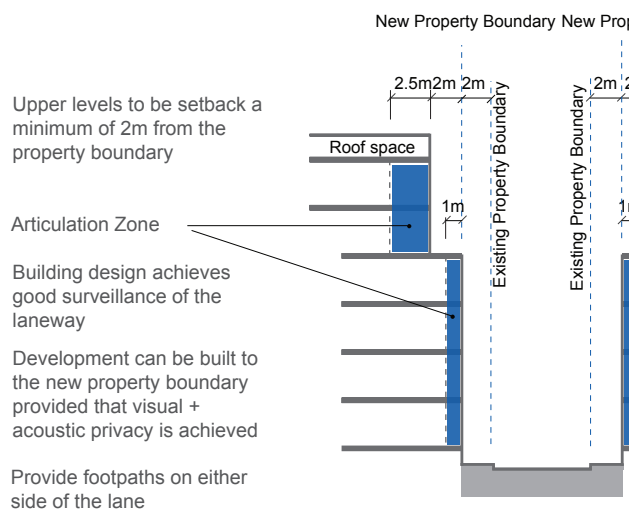 New Property Boundary New Prop
2.5m 2m 2m 2m 2
Upper levels to be setback a
minimum of 2m from the
property boundary
Roof space
Existing Property Boundary
Existing Property Boundary
1m 1m
Articulation Zone
Building design achieves
good surveillance of the
laneway
Development can be built to
the new property boundary
provided that visual +
acoustic privacy is achieved
Provide footpaths on either
side of the lane